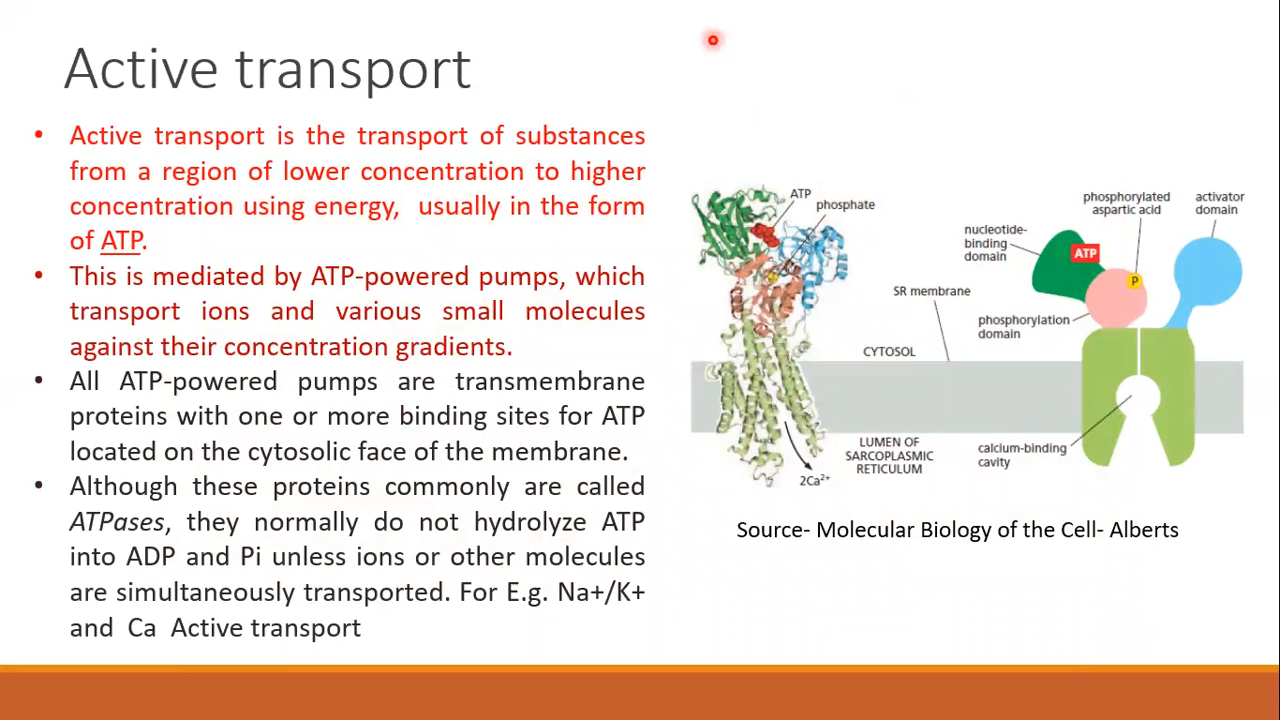 Active transport
• Active transport is the transport of substances
from a region of lower concentration to higher
concentration using energy, usually in the form
of ATP.
• This is mediated by ATP-powered pumps, which
transport ions and various small molecules
against their concentration gradients.
• All ATP-powered pumps are transmembrane
proteins with one or more binding sites for ATP
located on the cytosolic face of the membrane.
• Although these proteins commonly are called
ATPases, they normally do not hydrolyze ATP
into ADP and Pi unless ions or other molecules
are simultaneously transported. For E.g. Na+/K+
and Ca Active transport
ATP
phosphate
CYTOSOL
SR membrane
LUMEN OF
SARCOPLASMIC
RETICULUM
2Ca²⁺
nucleotide-
binding
domain
phosphorylated
aspartic acid
activator
domain
ATP
P
phosphorylation
domain
calcium-binding
cavity
Source- Molecular Biology of the Cell- Alberts